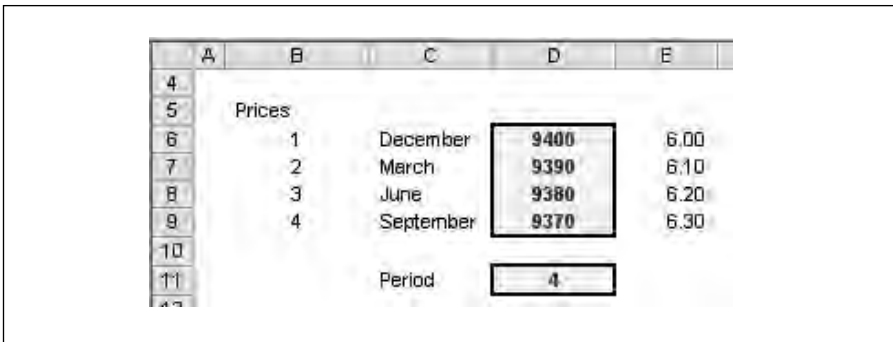 A B C D E
4
5 Prices
6 1 December 9400 6.00
7 2 March 9390 6.10
8 3 June 9380 6.20
9 4 September 9370 6.30
10
11 Period 4